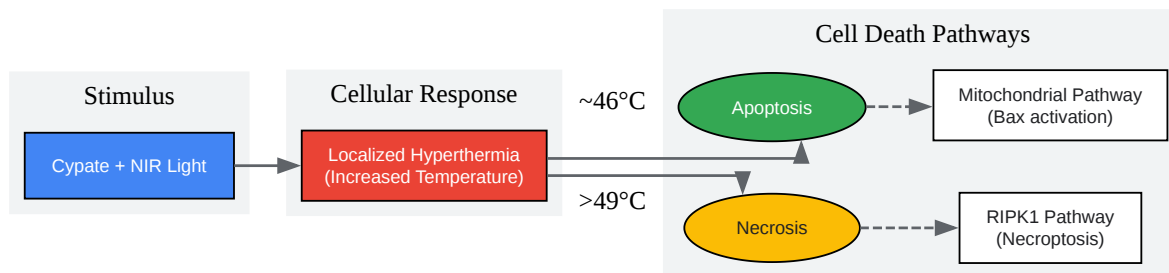 Stimulus
Cypate + NIR Light
Cellular Response
Localized Hyperthermia
(Increased Temperature)
~46°C
>49°C
Cell Death Pathways
Apoptosis
Mitochondrial Pathway
(Bax activation)
Necrosis
RIPK1 Pathway
(Necroptosis)